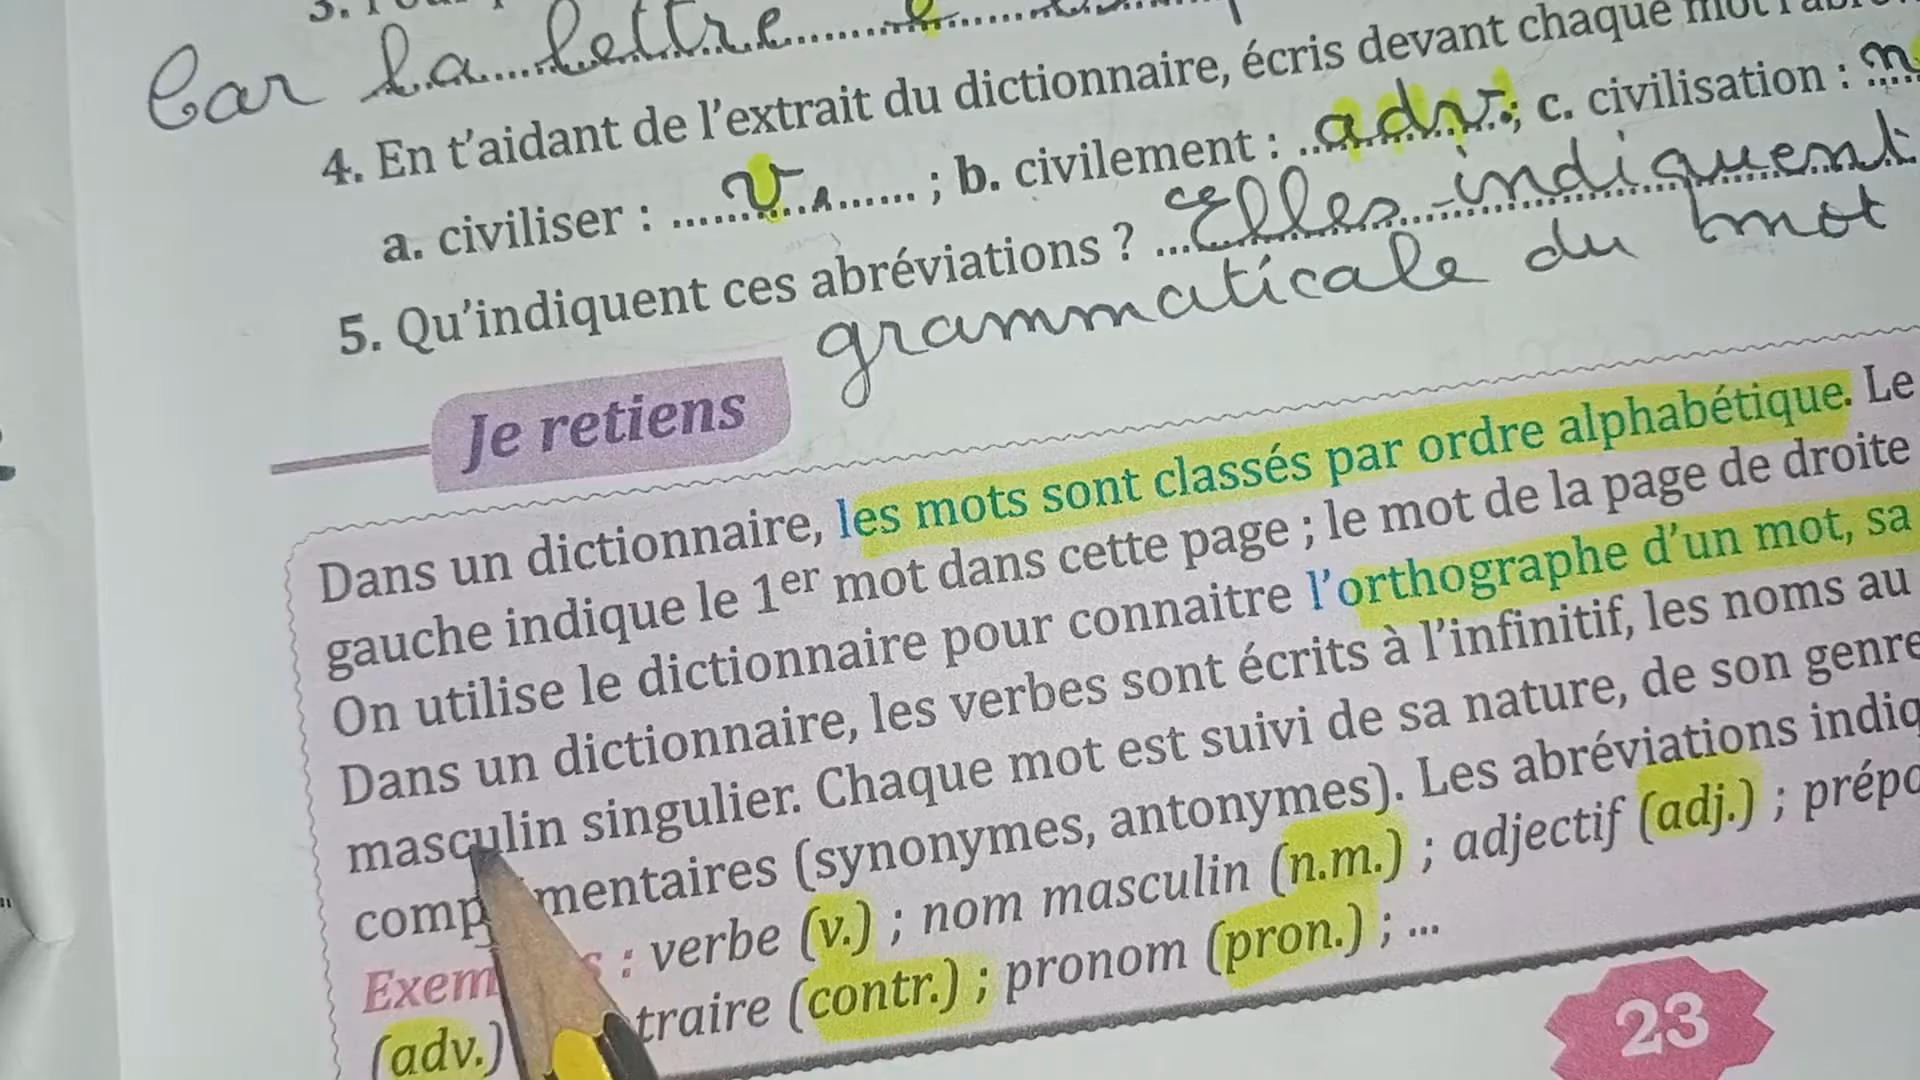 3.
Car la lettre
4. En t'aidant de l'extrait du dictionnaire, écris devant chaque mot
a. civiliser : v. ; b. civilement : adv. ; c. civilisation : n
5. Qu'indiquent ces abréviations ? Elles indiquent
grammaticale du mot
Je retiens
Dans un dictionnaire, les mots sont classés par ordre alphabétique. Le
gauche indique le 1er mot dans cette page ; le mot de la page de droite
On utilise le dictionnaire pour connaitre l'orthographe d'un mot, sa
Dans un dictionnaire, les verbes sont écrits à l'infinitif, les noms au
masculin singulier. Chaque mot est suivi de sa nature, de son genre
comp mentaires (synonymes, antonymes). Les abréviations indiq
Exem s : verbe (v.) ; nom masculin (n.m.) ; adjectif (adj.) ; prépo
(adv.) traire (contr.) ; pronom (pron.) ; ...
23